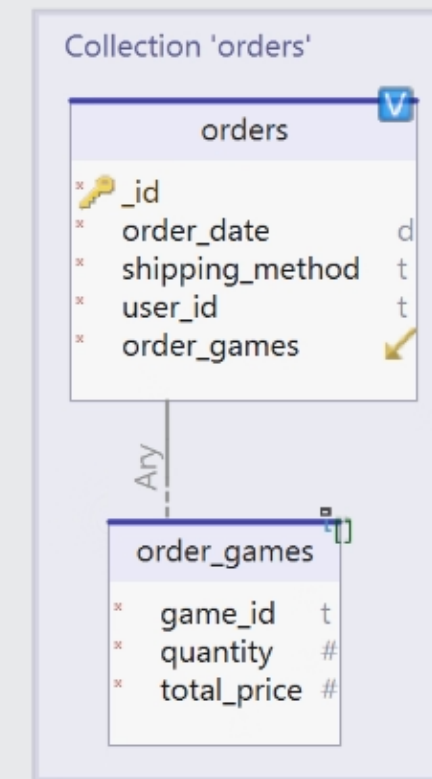 Collection 'orders'
V
orders
_id
order_date d
shipping_method t
user_id t
order_games
Ary
[]
order_games
game_id t
quantity #
total_price #